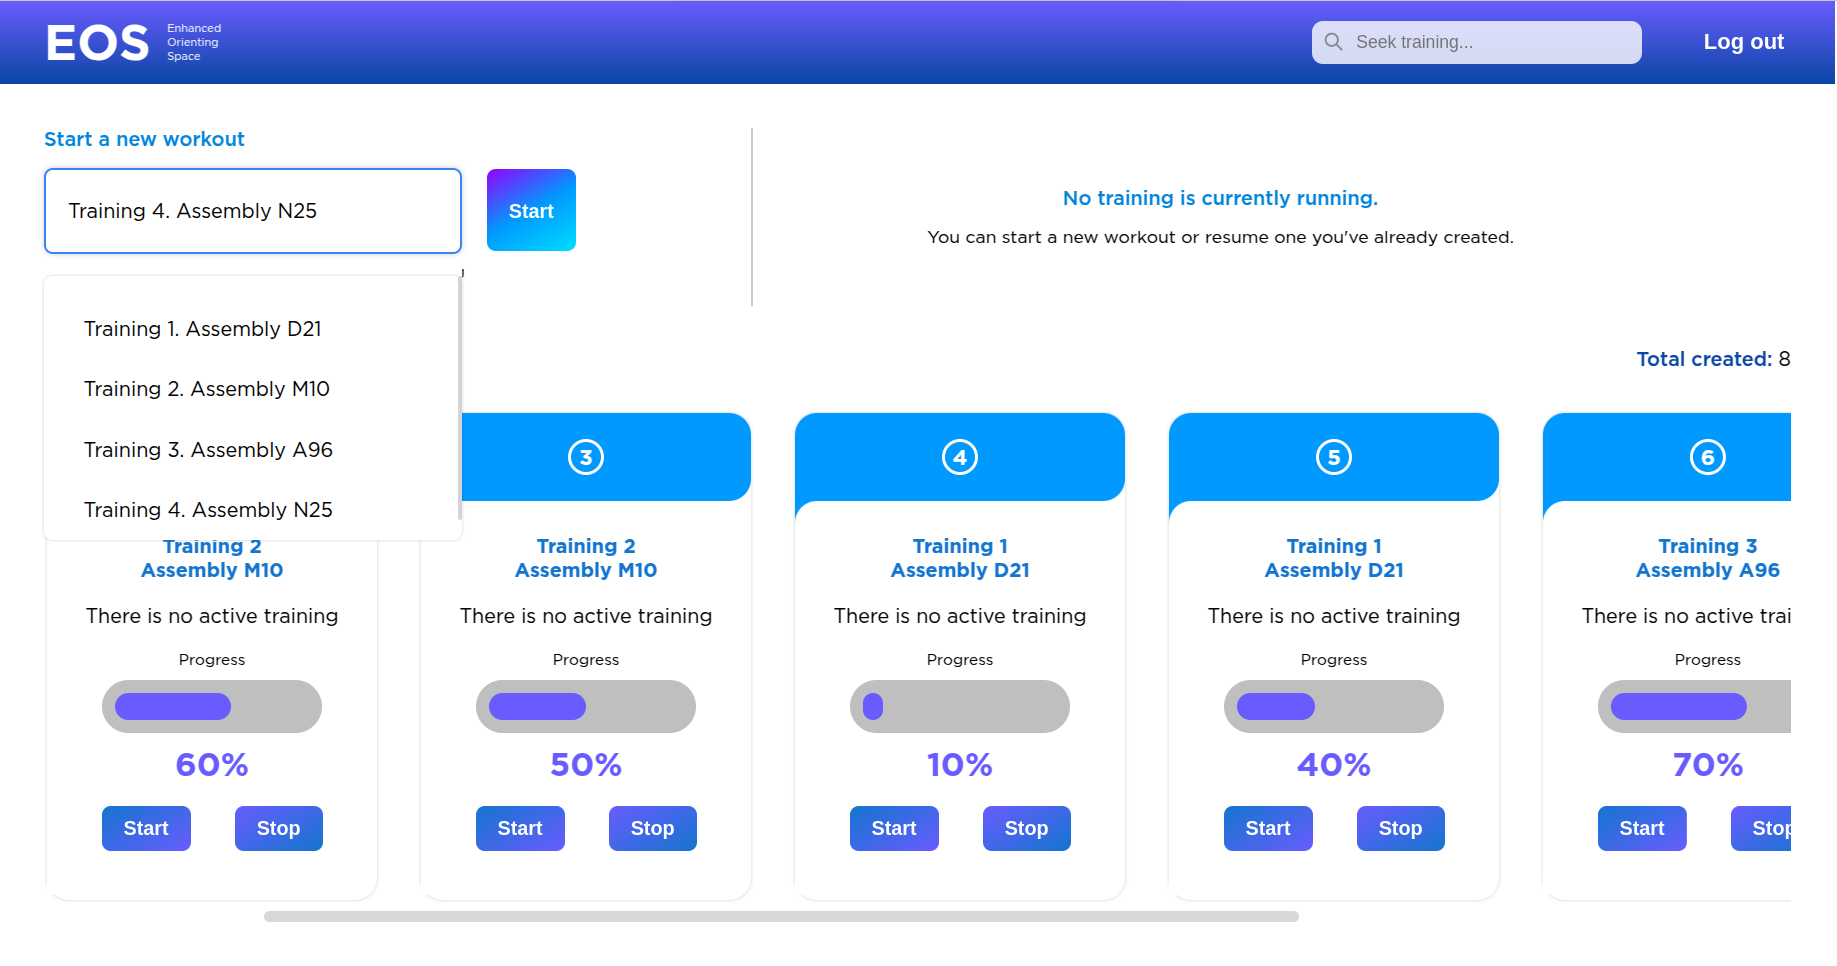 EOS
Enhanced
Orienting
Space
Seek training...
Log out
Start a new workout
Training 4. Assembly N25
Start
No training is currently running.
You can start a new workout or resume one you've already created.
Training 1. Assembly D21
Training 2. Assembly M10
Training 3. Assembly A96
Training 4. Assembly N25
Total created: 8
3
4
5
6
Training 2
Assembly M10
There is no active training
Progress
60%
Start Stop
Training 2
Assembly M10
There is no active training
Progress
50%
Start Stop
Training 1
Assembly D21
There is no active training
Progress
10%
Start Stop
Training 1
Assembly D21
There is no active training
Progress
40%
Start Stop
Training 3
Assembly A96
There is no active trai
Progress
70%
Start Stop